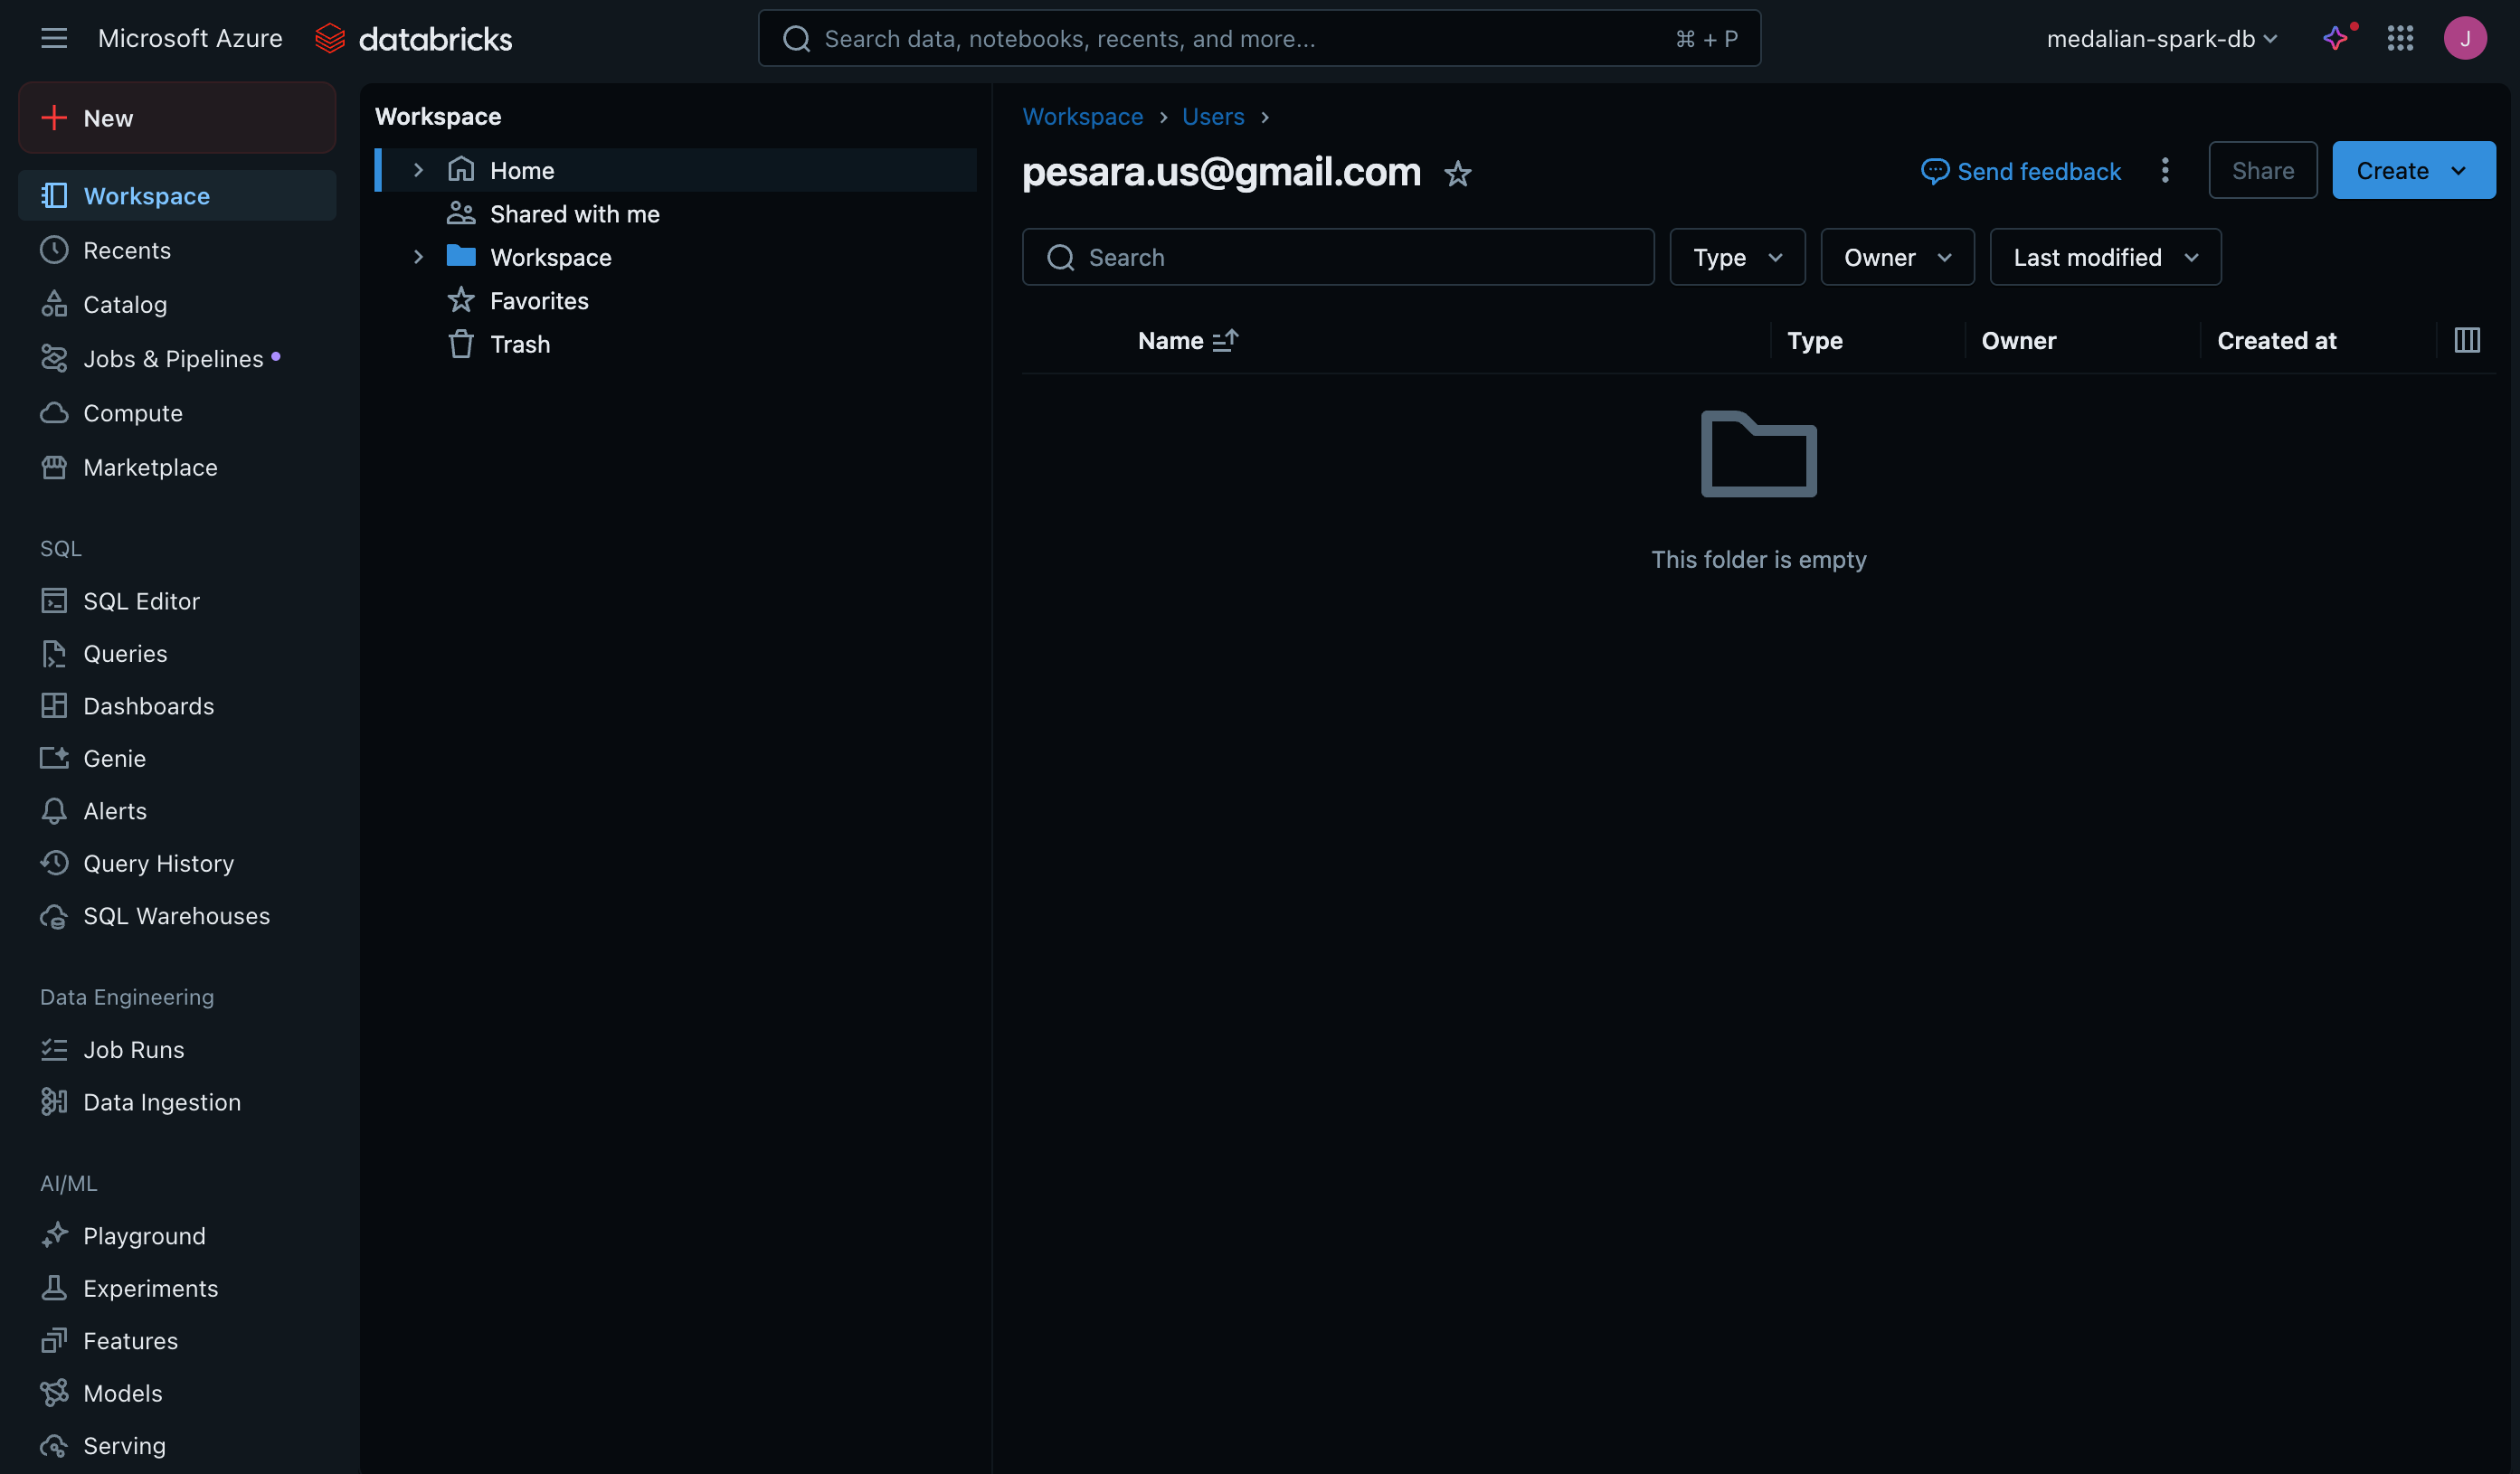 Microsoft Azure databricks
Search data, notebooks, recents, and more... ⌘ + P
medalian-spark-db
J
New
Workspace
Recents
Catalog
Jobs & Pipelines
Compute
Marketplace
SQL
SQL Editor
Queries
Dashboards
Genie
Alerts
Query History
SQL Warehouses
Data Engineering
Job Runs
Data Ingestion
AI/ML
Playground
Experiments
Features
Models
Serving
Workspace
Home
Shared with me
Workspace
Favorites
Trash
Workspace › Users ›
pesara.us@gmail.com
Send feedback
Share
Create
Search
Type
Owner
Last modified
Name Type Owner Created at
This folder is empty